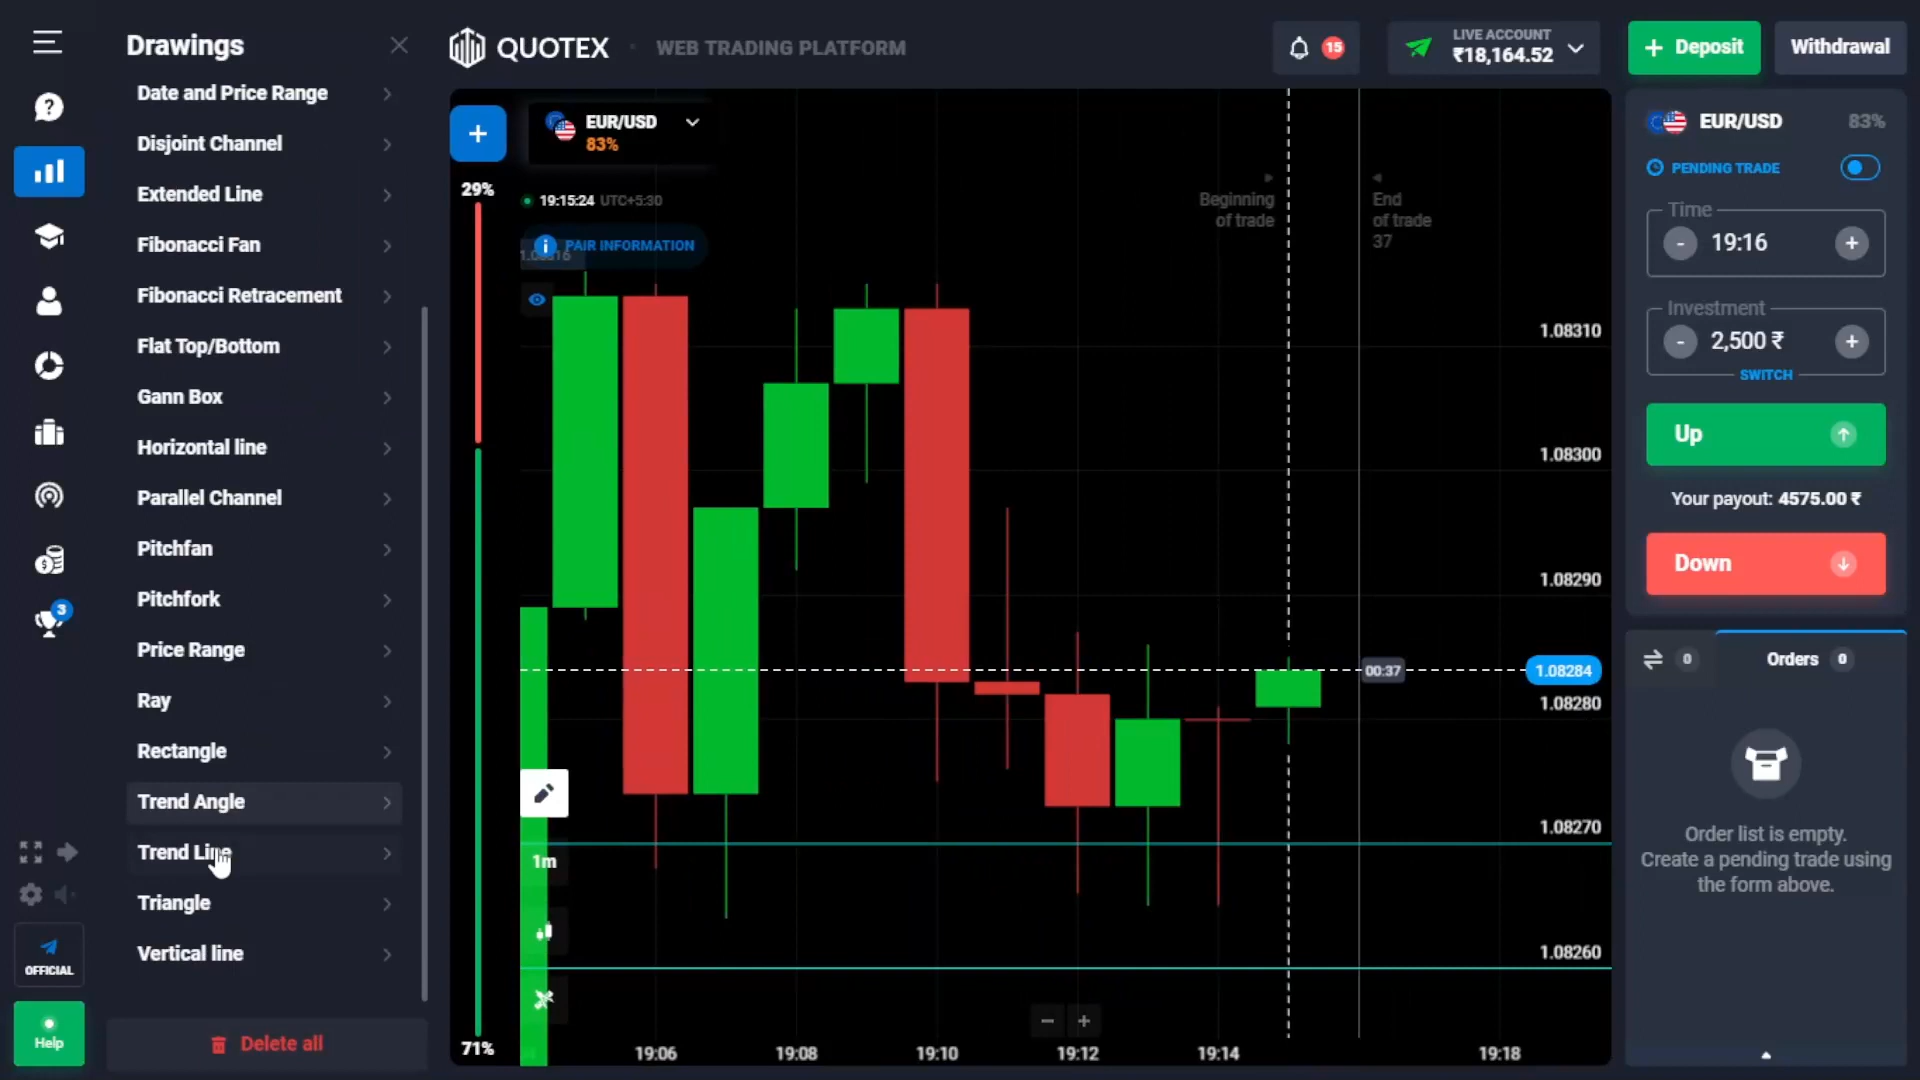 Drawings
Date and Price Range
Disjoint Channel
Extended Line
Fibonacci Fan
Fibonacci Retracement
Flat Top/Bottom
Gann Box
Horizontal line
Parallel Channel
Pitchfan
Pitchfork
Price Range
Ray
Rectangle
Trend Angle
Trend Line
Triangle
Vertical line
Delete all
3
OFFICIAL
Help
QUOTEX
WEB TRADING PLATFORM
15
LIVE ACCOUNT
₹18,164.52
+ Deposit
Withdrawal
+
EUR/USD
83%
29%
19:15:24 UTC+5:30
PAIR INFORMATION
Beginning
of trade
End
of trade
37
1.08310
1.08300
1.08290
00:37
1.08284
1.08280
1.08270
1.08260
1m
71%
− +
19:06
19:08
19:10
19:12
19:14
19:18
EUR/USD
83%
PENDING TRADE
Time
- 19:16 +
Investment
- 2,500 ₹ +
SWITCH
Up
Your payout: 4575.00 ₹
Down
0
Orders 0
Order list is empty.
Create a pending trade using
the form above.